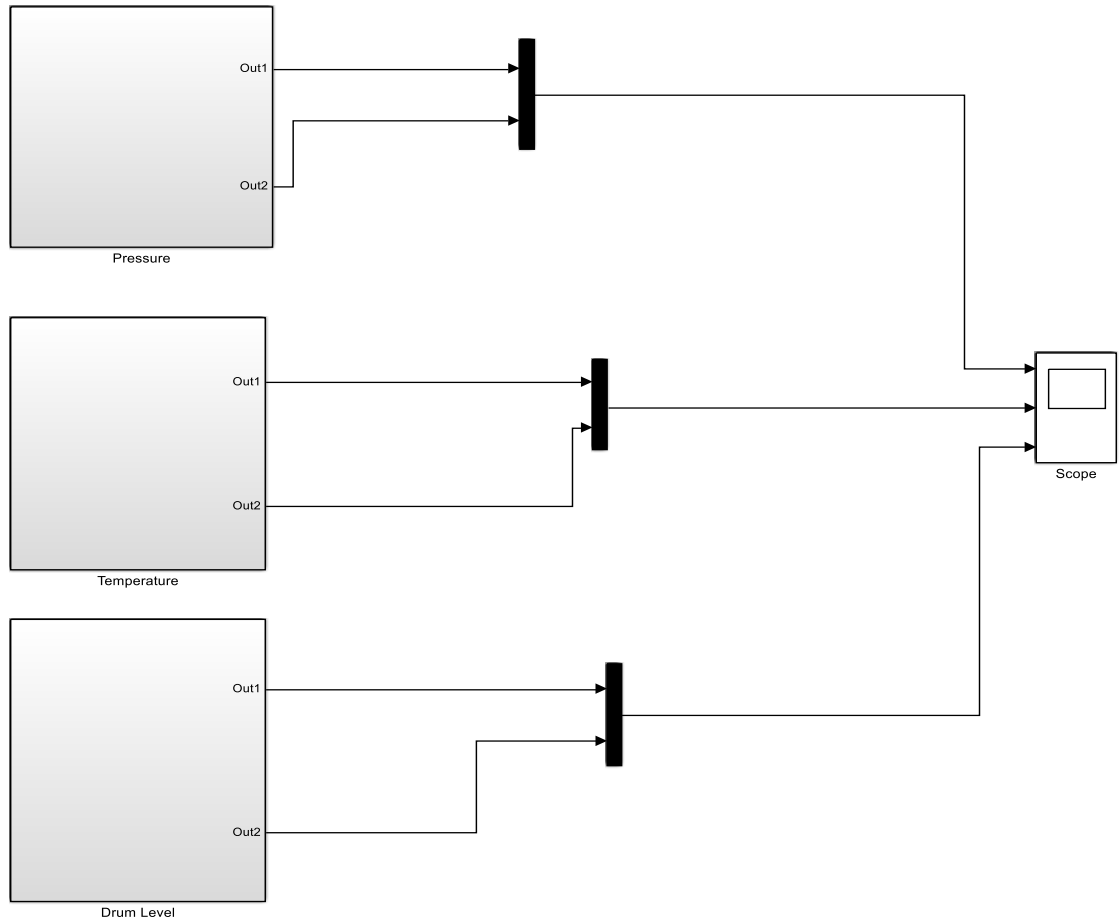 Out1
Out2
Pressure
Out1
Out2
Temperature
Scope
Out1
Out2
Drum Level